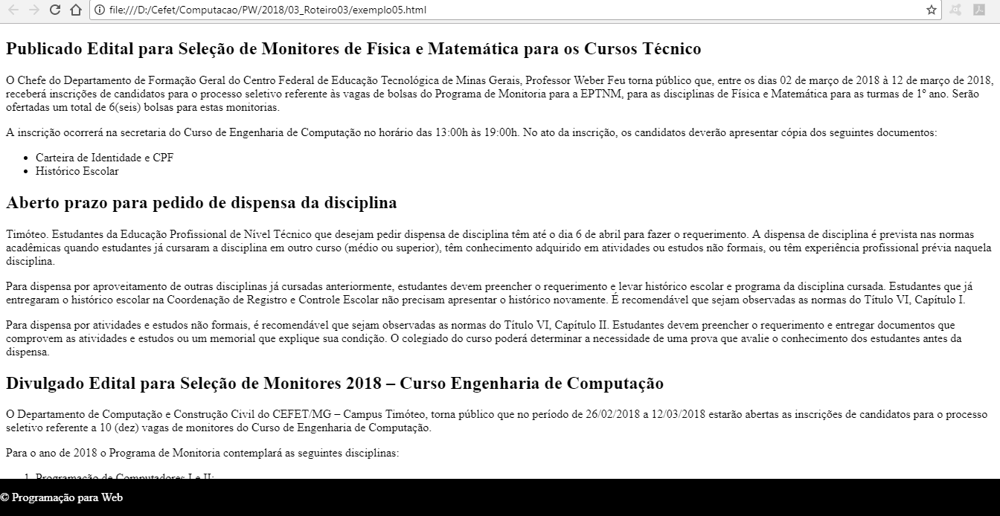 file:///D:/Cefet/Computacao/PW/2018/03_Roteiro03/exemplo05.html
Publicado Edital para Seleção de Monitores de Física e Matemática para os Cursos Técnico
O Chefe do Departamento de Formação Geral do Centro Federal de Educação Tecnológica de Minas Gerais, Professor Weber Feu torna público que, entre os dias 02 de março de 2018 à 12 de março de 2018,
receberá inscrições de candidatos para o processo seletivo referente às vagas de bolsas do Programa de Monitoria para a EPTNM, para as disciplinas de Física e Matemática para as turmas de 1º ano. Serão
ofertadas um total de 6(seis) bolsas para estas monitorias.
A inscrição ocorrerá na secretaria do Curso de Engenharia de Computação no horário das 13:00h às 19:00h. No ato da inscrição, os candidatos deverão apresentar cópia dos seguintes documentos:
• Carteira de Identidade e CPF
• Histórico Escolar
Aberto prazo para pedido de dispensa da disciplina
Timóteo. Estudantes da Educação Profissional de Nível Técnico que desejam pedir dispensa de disciplina têm até o dia 6 de abril para fazer o requerimento. A dispensa de disciplina é prevista nas normas
acadêmicas quando estudantes já cursaram a disciplina em outro curso (médio ou superior), têm conhecimento adquirido em atividades ou estudos não formais, ou têm experiência profissional prévia naquela
disciplina.
Para dispensa por aproveitamento de outras disciplinas já cursadas anteriormente, estudantes devem preencher o requerimento e levar histórico escolar e programa da disciplina cursada. Estudantes que já
entregaram o histórico escolar na Coordenação de Registro e Controle Escolar não precisam apresentar o histórico novamente. É recomendável que sejam observadas as normas do Título VI, Capítulo I.
Para dispensa por atividades e estudos não formais, é recomendável que sejam observadas as normas do Título VI, Capítulo II. Estudantes devem preencher o requerimento e entregar documentos que
comprovem as atividades e estudos ou um memorial que explique sua condição. O colegiado do curso poderá determinar a necessidade de uma prova que avalie o conhecimento dos estudantes antes da
dispensa.
Divulgado Edital para Seleção de Monitores 2018 – Curso Engenharia de Computação
O Departamento de Computação e Construção Civil do CEFET/MG – Campus Timóteo, torna público que no período de 26/02/2018 a 12/03/2018 estarão abertas as inscrições de candidatos para o processo
seletivo referente a 10 (dez) vagas de monitores do Curso de Engenharia de Computação.
Para o ano de 2018 o Programa de Monitoria contemplará as seguintes disciplinas:
1. Programação de Computadores I e II;
© Programação para Web